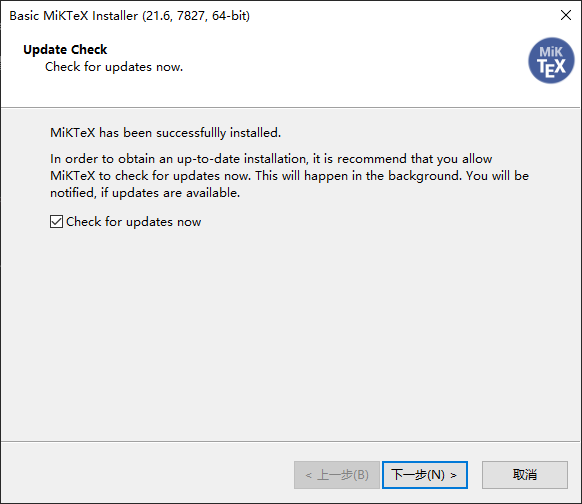 Basic MiKTeX Installer (21.6, 7827, 64-bit)
Update Check
Check for updates now.
MiK
TEX
MiKTeX has been successfullly installed.
In order to obtain an up-to-date installation, it is recommend that you allow
MiKTeX to check for updates now. This will happen in the background. You will be
notified, if updates are available.
Check for updates now
< 上一步(B)
下一步(N) >
取消